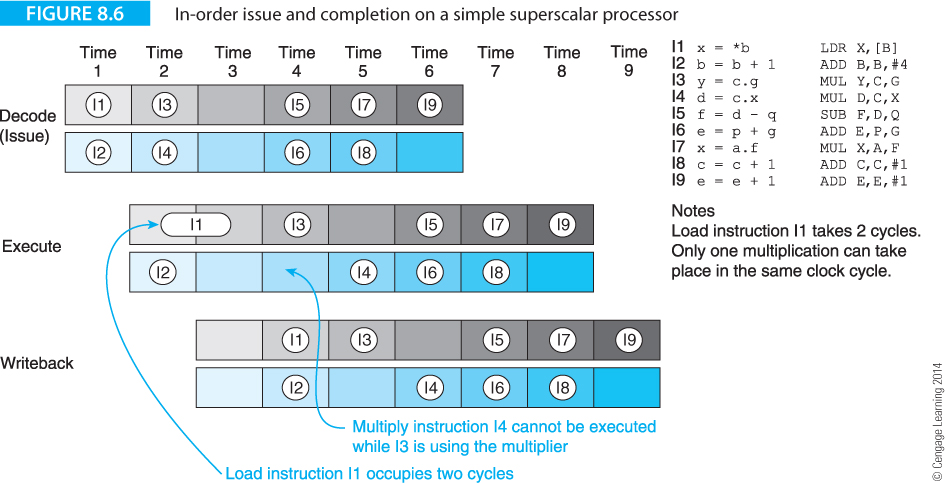 FIGURE 8.6 In-order issue and completion on a simple superscalar processor
Time 1 Time 2 Time 3 Time 4 Time 5 Time 6 Time 7 Time 8 Time 9
Decode (Issue)
I1 I3 I5 I7 I9
I2 I4 I6 I8
Execute
I1 I3 I5 I7 I9
I2 I4 I6 I8
Writeback
I1 I3 I5 I7 I9
I2 I4 I6 I8
Multiply instruction I4 cannot be executed
while I3 is using the multiplier
Load instruction I1 occupies two cycles
I1 x = *b LDR X,[B]
I2 b = b + 1 ADD B,B,#4
I3 y = c.g MUL Y,C,G
I4 d = c.x MUL D,C,X
I5 f = d - q SUB F,D,Q
I6 e = p + g ADD E,P,G
I7 x = a.f MUL X,A,F
I8 c = c + 1 ADD C,C,#1
I9 e = e + 1 ADD E,E,#1
Notes
Load instruction I1 takes 2 cycles.
Only one multiplication can take
place in the same clock cycle.
© Cengage Learning 2014